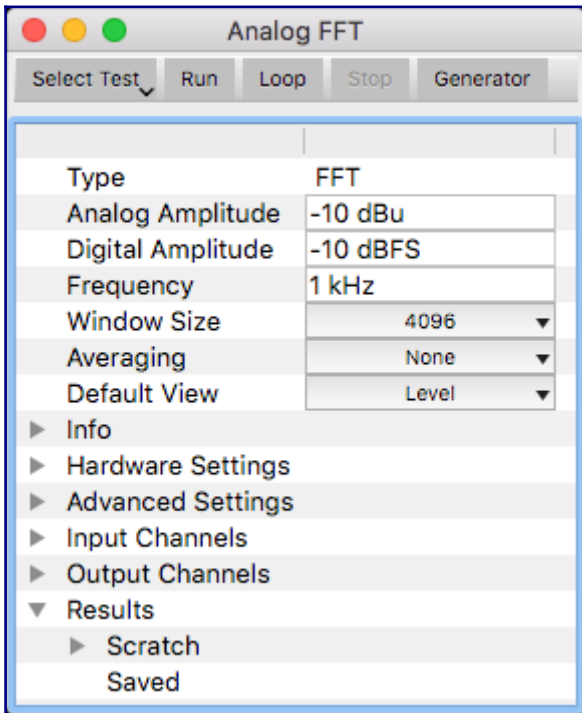 Analog FFT
Select Test Run Loop Stop Generator
Type FFT
Analog Amplitude -10 dBu
Digital Amplitude -10 dBFS
Frequency 1 kHz
Window Size 4096
Averaging None
Default View Level
Info
Hardware Settings
Advanced Settings
Input Channels
Output Channels
Results
Scratch
Saved